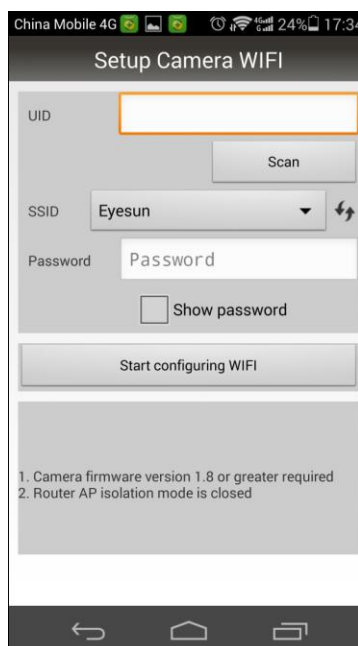 China Mobile 4G 24% 17:34
Setup Camera WIFI
UID
Scan
SSID Eyesun
Password Password
Show password
Start configuring WIFI
1. Camera firmware version 1.8 or greater required
2. Router AP isolation mode is closed